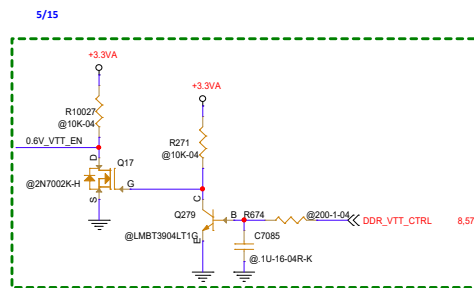 5/15
+3.3VA
+3.3VA
R10027
@10K-04
R271
@10K-04
0.6V_VTT_EN
D
Q17
@2N7002K-H
G
S
C
Q279
B
R674
@200-1-04
DDR_VTT_CTRL
8,57
@LMBT3904LT1G
E
C7085
@.1U-16-04R-K